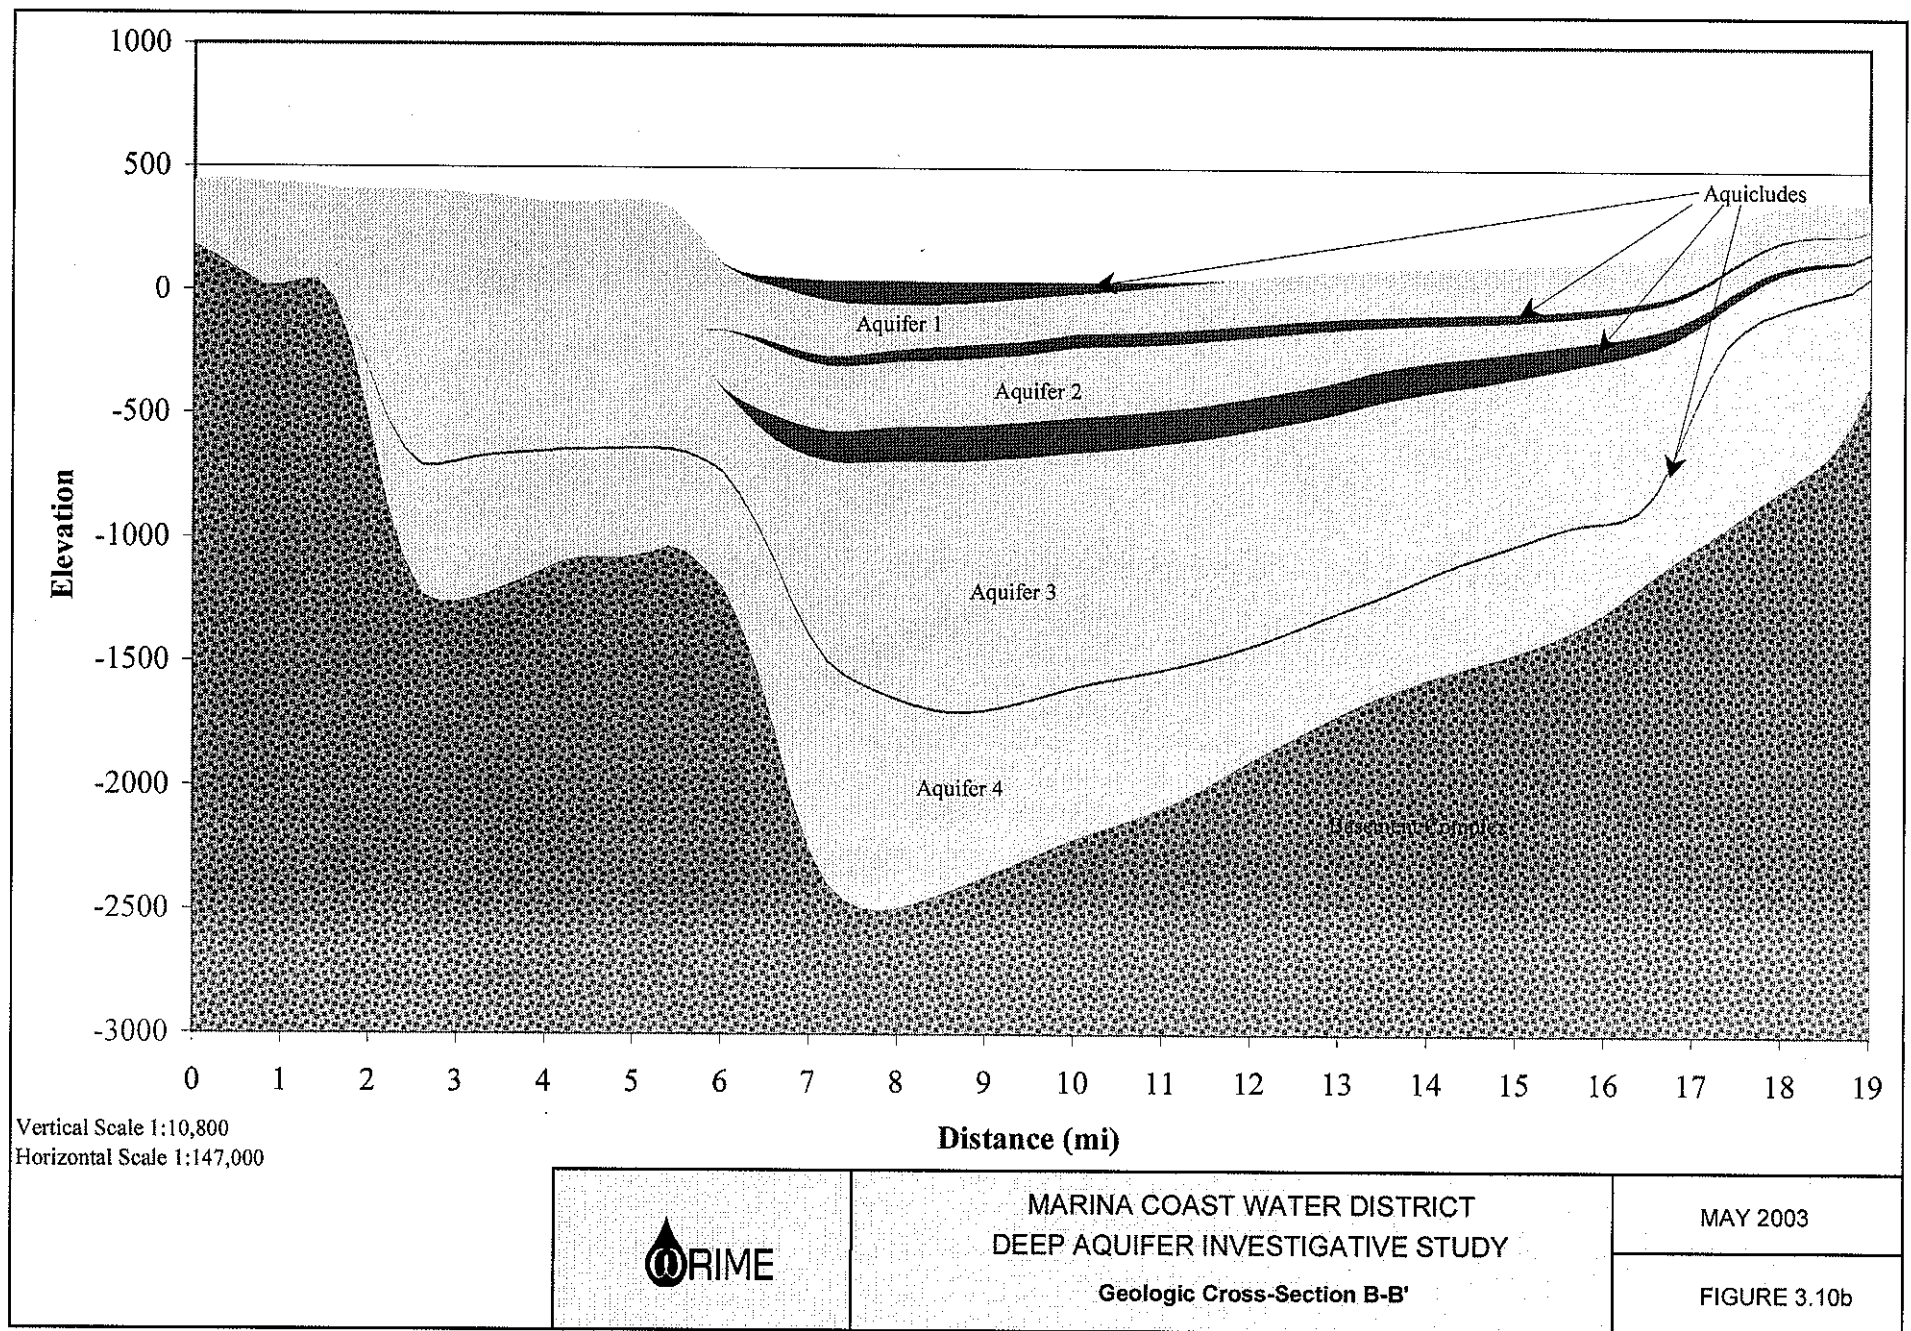 1000
500
0
-500
-1000
-1500
-2000
-2500
-3000
Elevation
Aquicludes
Aquifer 1
Aquifer 2
Aquifer 3
Aquifer 4
Basement Complex
0 1 2 3 4 5 6 7 8 9 10 11 12 13 14 15 16 17 18 19
Distance (mi)
Vertical Scale 1:10,800
Horizontal Scale 1:147,000
WRIME
MARINA COAST WATER DISTRICT
DEEP AQUIFER INVESTIGATIVE STUDY
Geologic Cross-Section B-B'
MAY 2003
FIGURE 3.10b